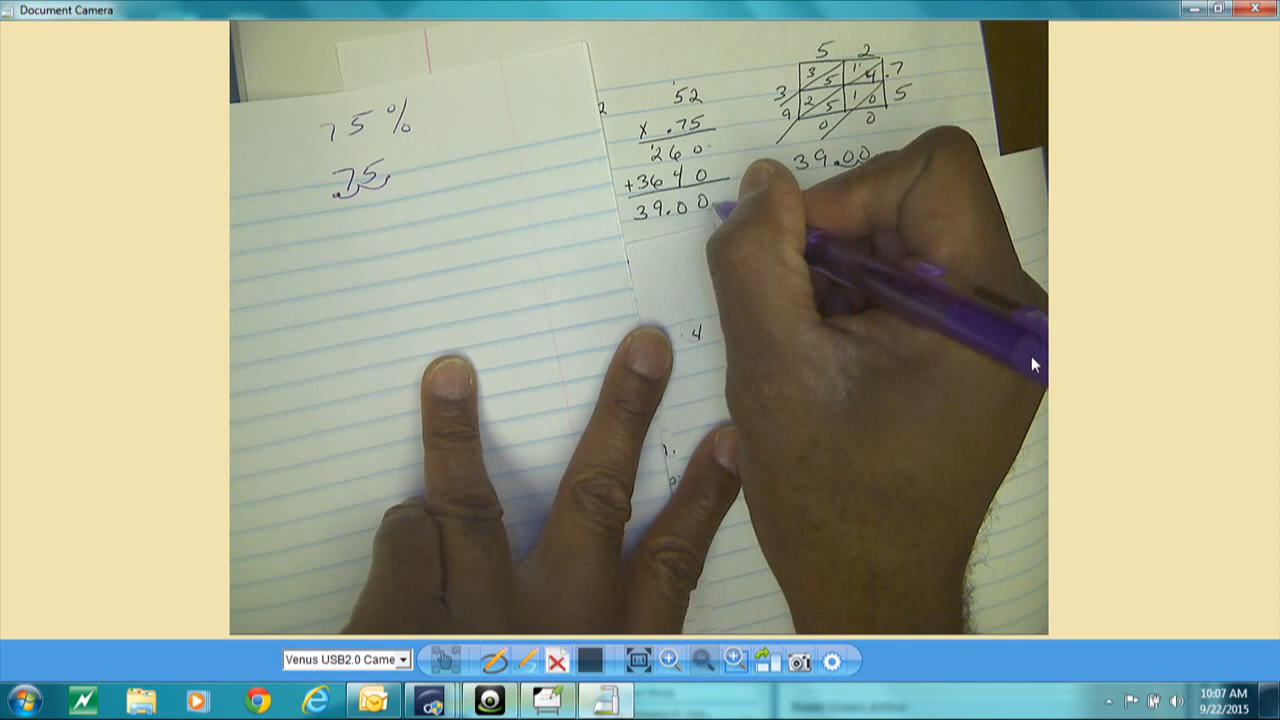 Document Camera
75%
75.
52
x .75
260
+3640
39.00
5 2
3 5 1 4 .7
3 2 5 1 0 5
9 0 0
39.00
4
Venus USB2.0 Came
10:07 AM
9/22/2015